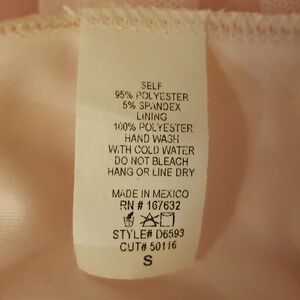 SELF
95% POLYESTER
5% SPANDEX
LINING
100% POLYESTER
HAND WASH
WITH COLD WATER
DO NOT BLEACH
HANG OR LINE DRY
MADE IN MEXICO
RN # 167632
STYLE# D6593
CUT# 50116
S